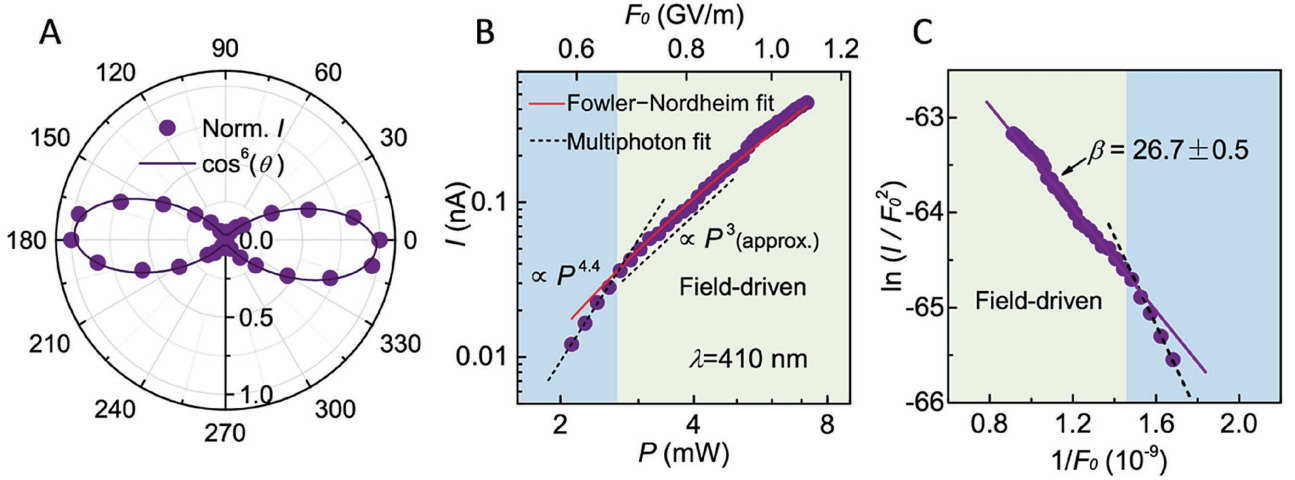 A
90
120
60
150
30
Norm. I
cos⁶(θ)
180
0.0
0
0.5
210
330
1.0
240
300
270
B
F₀ (GV/m)
0.6
0.8
1.0
1.2
Fowler−Nordheim fit
Multiphoton fit
I (nA)
0.1
0.01
∝ P³(approx.)
∝ P⁴·⁴
Field-driven
λ=410 nm
2
4
8
P (mW)
C
ln (I / F₀²)
-63
-64
-65
-66
β = 26.7±0.5
Field-driven
0.8
1.2
1.6
2.0
1/F₀ (10⁻⁹)